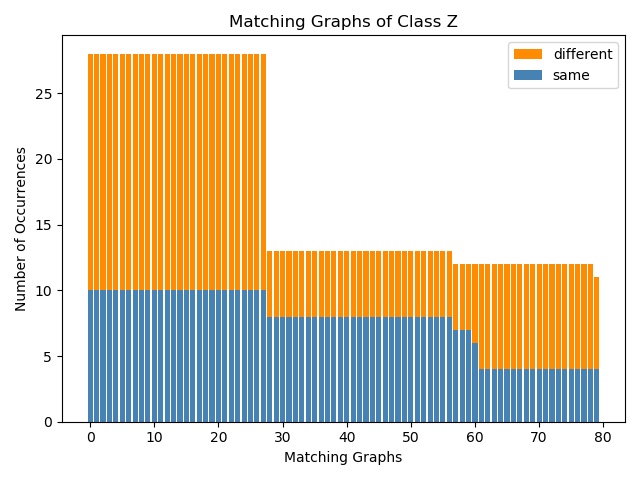 Matching Graphs of Class Z
different
same
Number of Occurrences
25
20
15
10
5
0
0 10 20 30 40 50 60 70 80
Matching Graphs